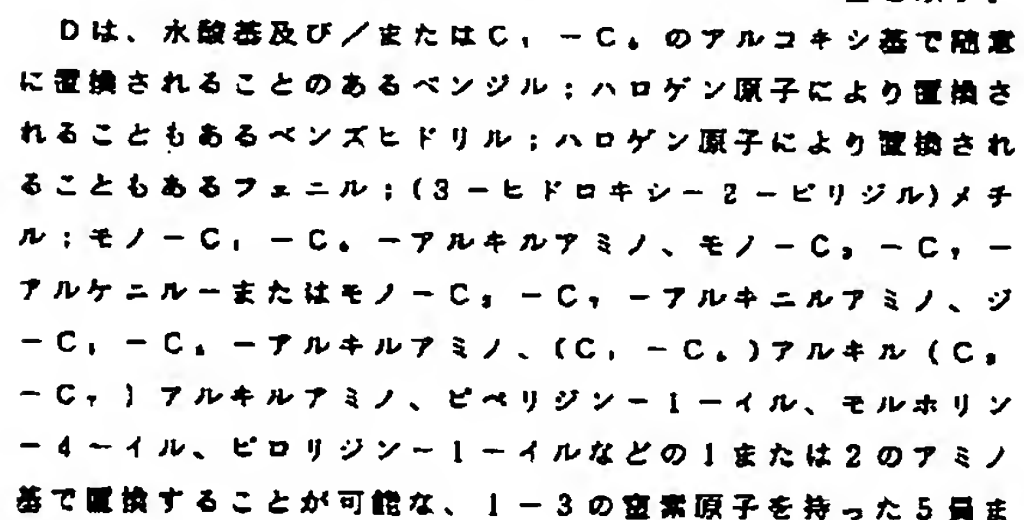 Dは、水酸基及び/またはC₁-C₆のアルコキシ基で随意
に置換されることのあるベンジル;ハロゲン原子により置換さ
れることもあるベンズヒドリル;ハロゲン原子により置換され
ることもあるフェニル;(3-ヒドロキシ-2-ピリジル)メチ
ル;モノ-C₁-C₆-アルキルアミノ、モノ-C₃-C₇-
アルケニル-またはモノ-C₃-C₇-アルキニルアミノ、ジ
-C₁-C₆-アルキルアミノ、(C₁-C₆)アルキル(C₃
-C₇)アルキルアミノ、ピペリジン-1-イル、モルホリン
-4-イル、ピロリジン-1-イルなどの1または2のアミノ
基で置換することが可能な、1-3の窒素原子を持った5員ま